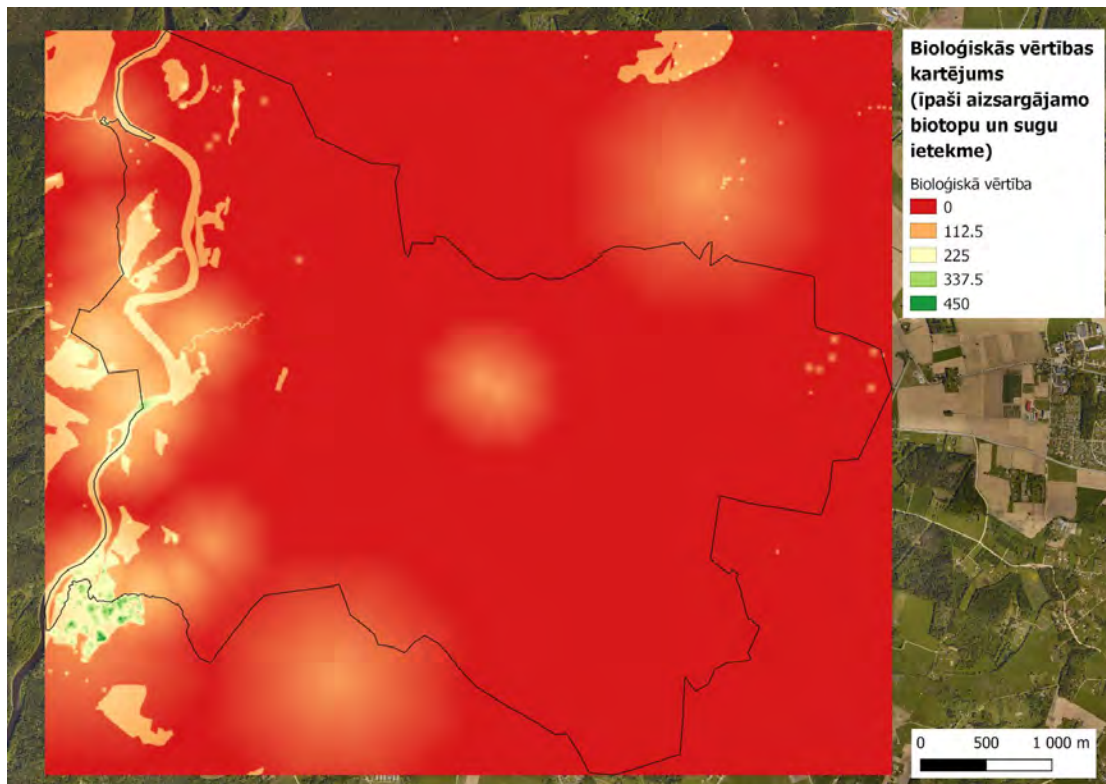 Bioloģiskās vērtības
kartējums
(īpaši aizsargājamo
biotopu un sugu
ietekme)
Bioloģiskā vērtība
0
112.5
225
337.5
450
0 500 1 000 m